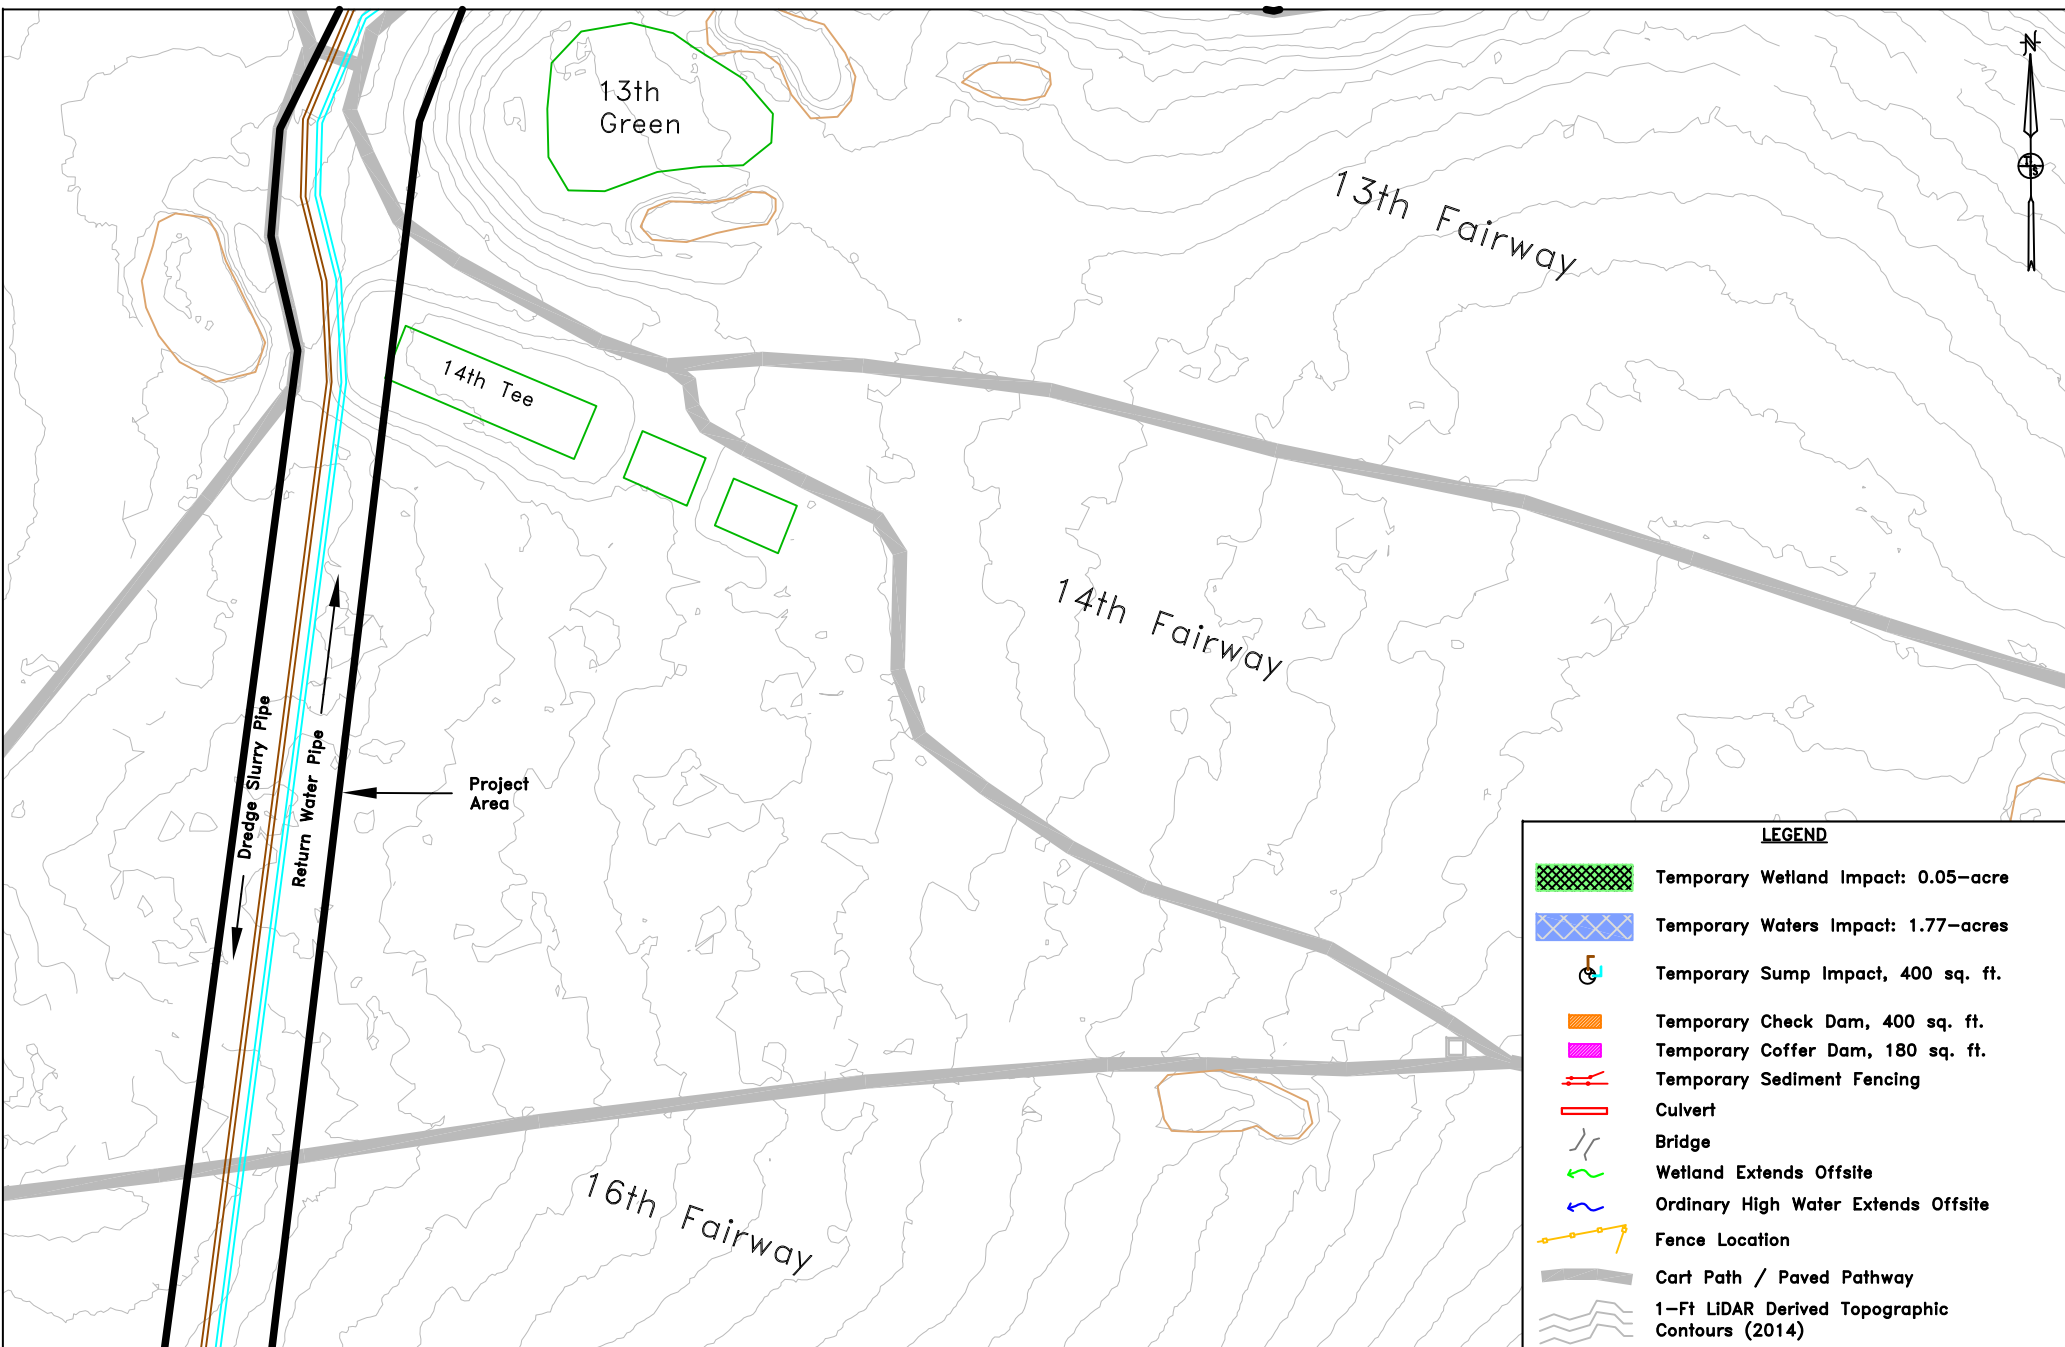 N
13th
Green
13th Fairway
14th Tee
14th Fairway
Dredge Slurry Pipe
Return Water Pipe
Project
Area
16th Fairway
LEGEND
Temporary Wetland Impact: 0.05-acre
Temporary Waters Impact: 1.77-acres
Temporary Sump Impact, 400 sq. ft.
Temporary Check Dam, 400 sq. ft.
Temporary Coffer Dam, 180 sq. ft.
Temporary Sediment Fencing
Culvert
Bridge
Wetland Extends Offsite
Ordinary High Water Extends Offsite
Fence Location
Cart Path / Paved Pathway
1-Ft LiDAR Derived Topographic
Contours (2014)